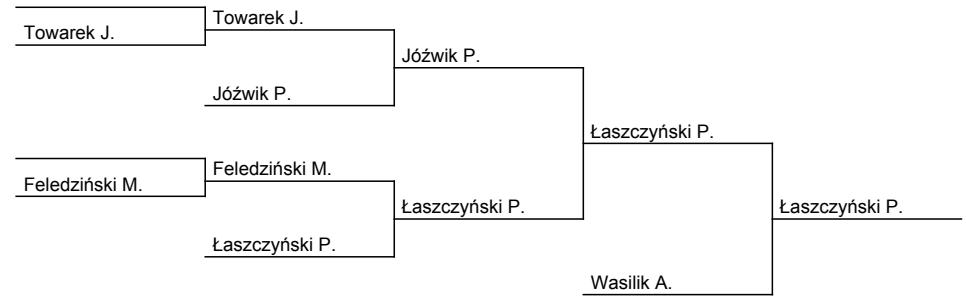 Towarek J.
Towarek J.
Jóźwik P.
Jóźwik P.
Łaszczyński P.
Feledziński M.
Feledziński M.
Łaszczyński P.
Łaszczyński P.
Łaszczyński P.
Wasilik A.